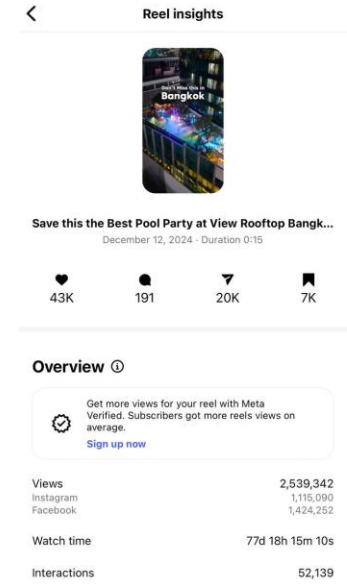 Reel insights
Don't Miss this in
Bangkok
Save this the Best Pool Party at View Rooftop Bangk...
December 12, 2024 · Duration 0:15
43K
191
20K
7K
Overview
Get more views for your reel with Meta
Verified. Subscribers got more reels views on
average.
Sign up now
Views 2,539,342
Instagram 1,115,090
Facebook 1,424,252
Watch time 77d 18h 15m 10s
Interactions 52,139